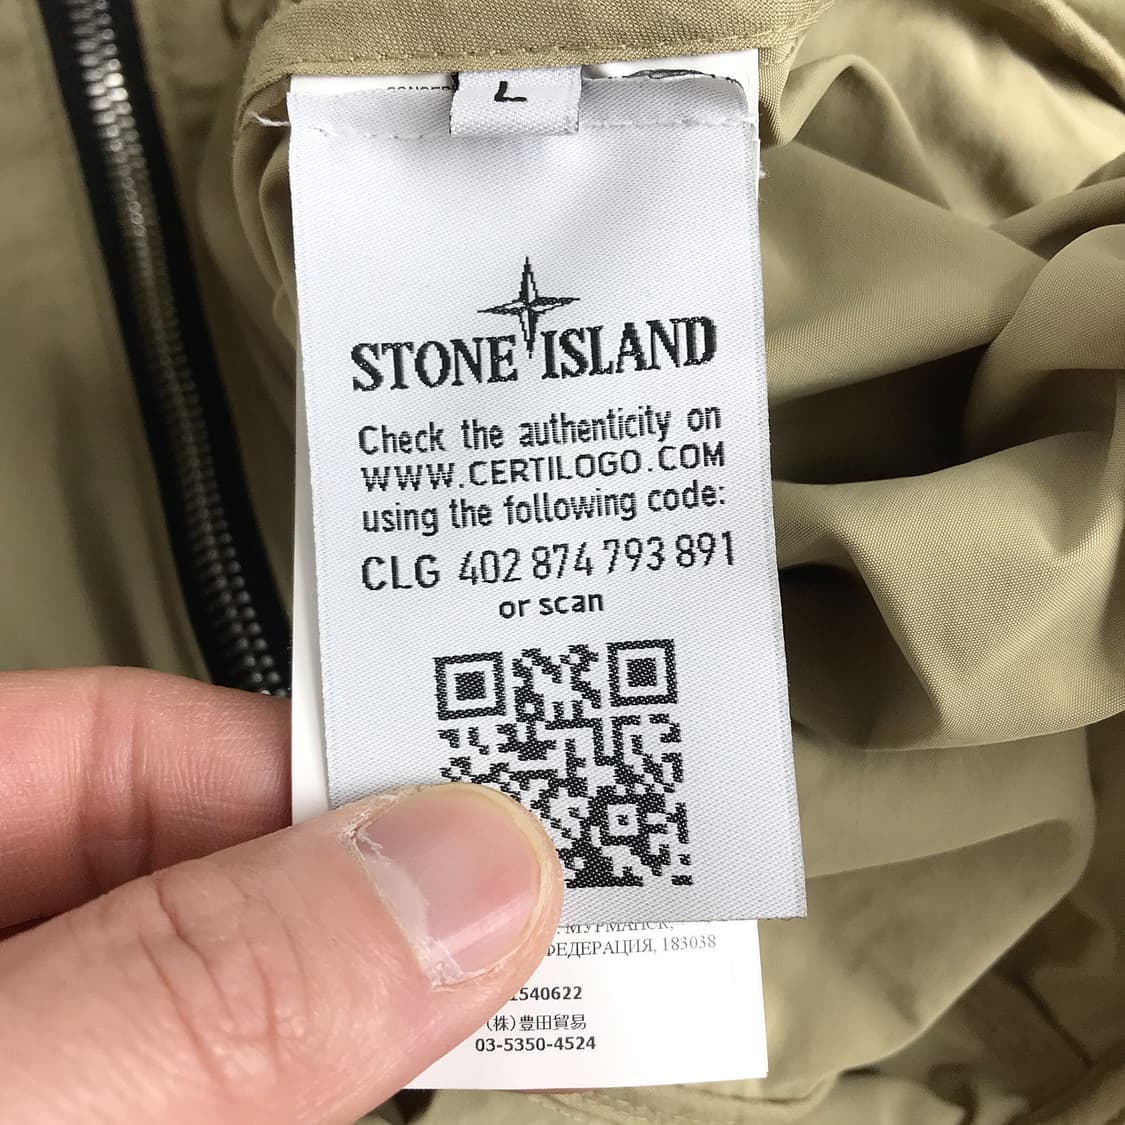 L
STONE ISLAND
Check the authenticity on
WWW.CERTILOGO.COM
using the following code:
CLG 402 874 793 891
or scan
МУРМАНСК,
ФЕДЕРАЦИЯ, 183038
1540622
(株)豊田貿易
03-5350-4524